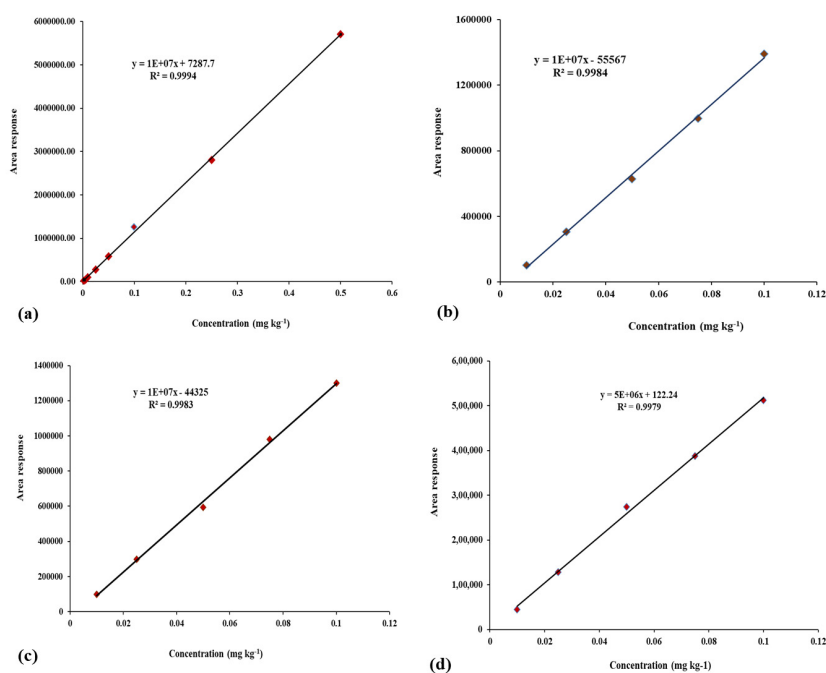 6000000.00
5000000.00
4000000.00
3000000.00
2000000.00
1000000.00
0.00
Area response
y = 1E+07x + 7287.7
R² = 0.9994
0 0.1 0.2 0.3 0.4 0.5 0.6
Concentration (mg kg-1)
(a)
1600000
1200000
800000
400000
0
Area response
y = 1E+07x - 55567
R² = 0.9984
0 0.02 0.04 0.06 0.08 0.1 0.12
Concentration (mg kg-1)
(b)
1400000
1200000
1000000
800000
600000
400000
200000
0
Area response
y = 1E+07x - 44325
R² = 0.9983
0 0.02 0.04 0.06 0.08 0.1 0.12
Concentration (mg kg-1)
(c)
6,00,000
5,00,000
4,00,000
3,00,000
2,00,000
1,00,000
0
Area response
y = 5E+06x + 122.24
R² = 0.9979
0 0.02 0.04 0.06 0.08 0.1 0.12
Concentration (mg kg-1)
(d)